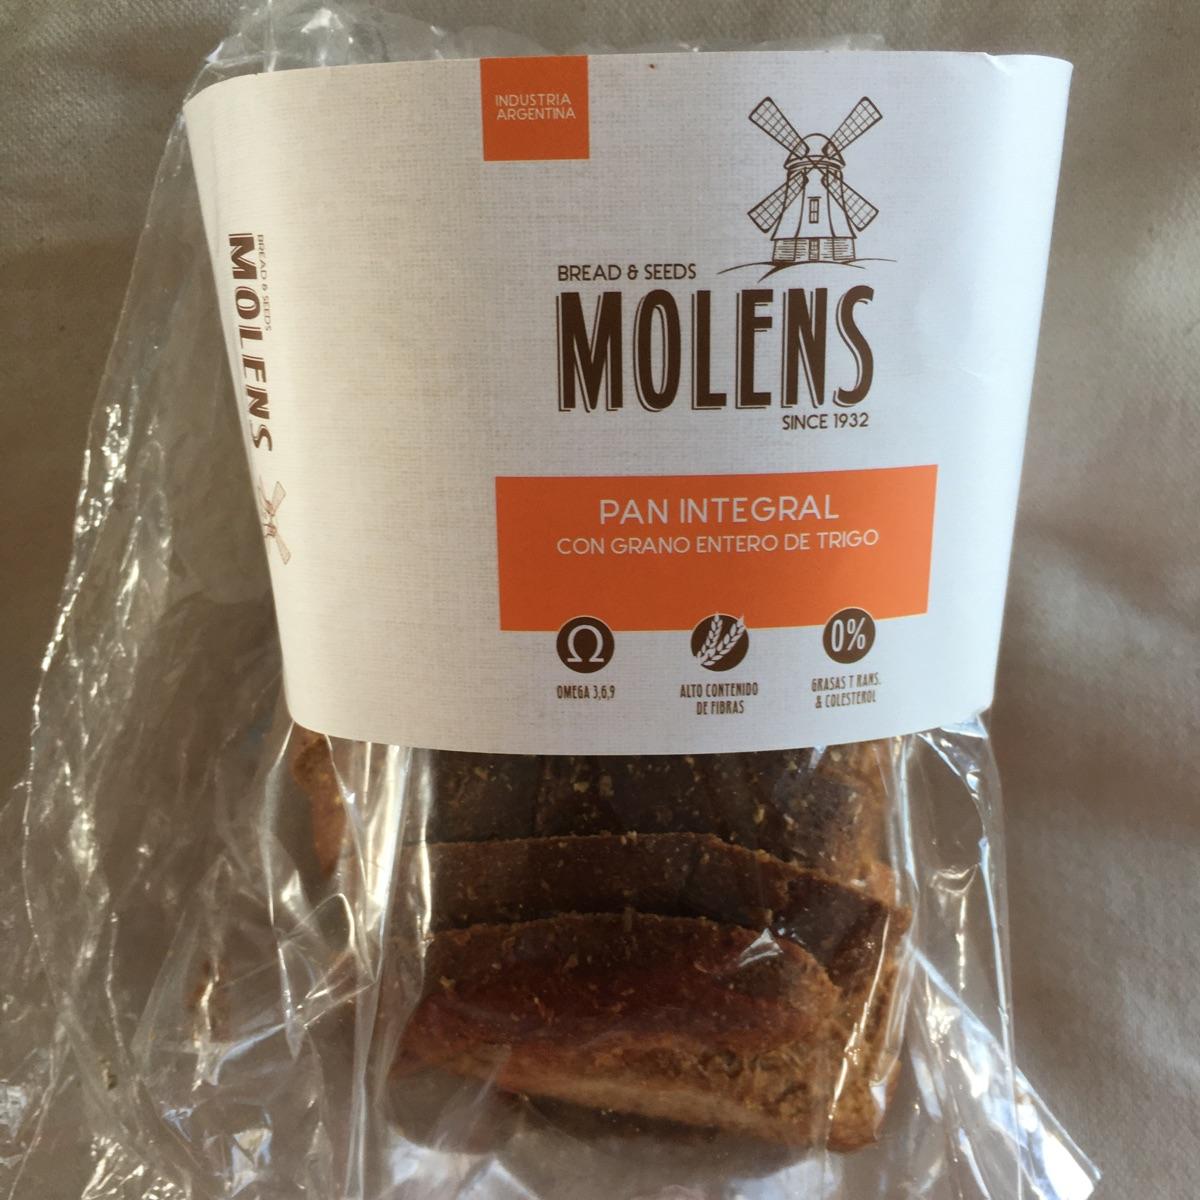 INDUSTRIA
ARGENTINA
BREAD & SEEDS
MOLENS
SINCE 1932
PAN INTEGRAL
CON GRANO ENTERO DE TRIGO
Ω
OMEGA 3,6,9
ALTO CONTENIDO
DE FIBRAS
0%
GRASAS TRANS.
& COLESTEROL
BREAD & SEEDS
MOLENS